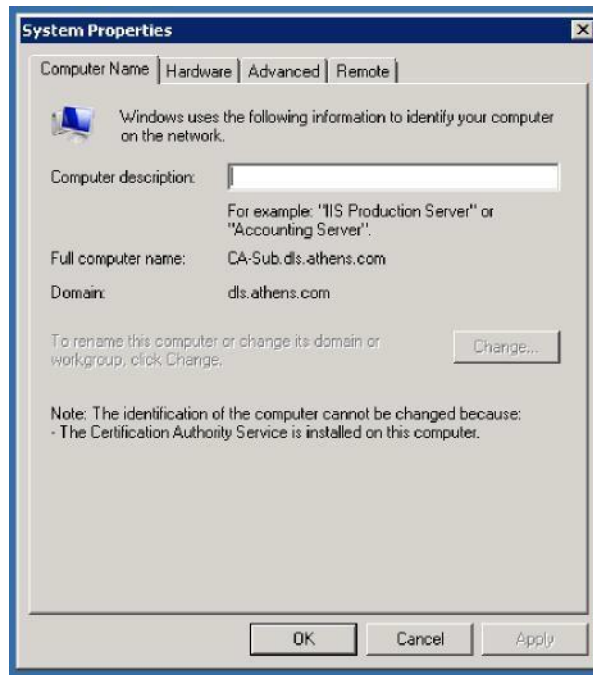 System Properties
Computer Name Hardware Advanced Remote
Windows uses the following information to identify your computer
on the network.
Computer description:
For example: "IIS Production Server" or
"Accounting Server".
Full computer name: CA-Sub.dls.athens.com
Domain: dls.athens.com
To rename this computer or change its domain or
workgroup, click Change.
Change...
Note: The identification of the computer cannot be changed because:
- The Certification Authority Service is installed on this computer.
OK Cancel Apply